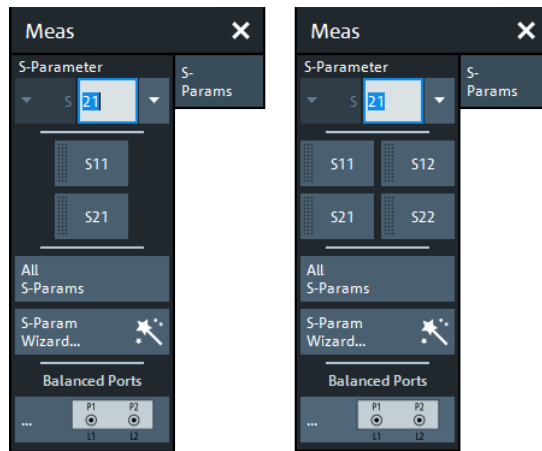 Meas
S-Parameter
S 21
S-
Params
S11
S21
All
S-Params
S-Param
Wizard...
Balanced Ports
...
P1 P2
L1 L2
Meas
S-Parameter
S 21
S-
Params
S11 S12
S21 S22
All
S-Params
S-Param
Wizard...
Balanced Ports
...
P1 P2
L1 L2